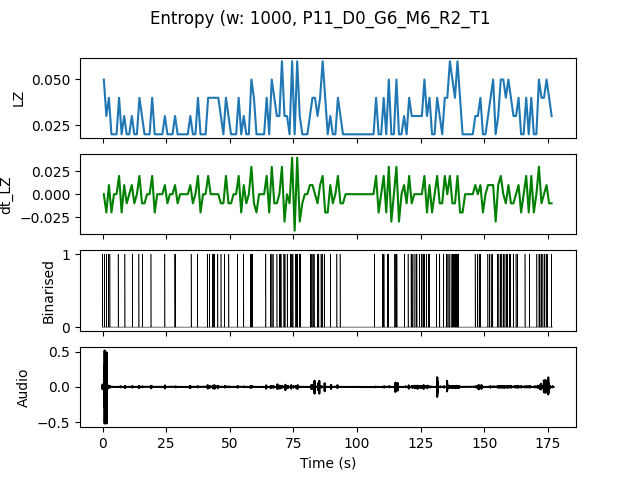 Entropy (w: 1000, P11_D0_G6_M6_R2_T1
0.050
0.025
LZ
0.025
0.000
−0.025
dt_LZ
1
0
Binarised
0.5
0.0
−0.5
Audio
0 25 50 75 100 125 150 175
Time (s)